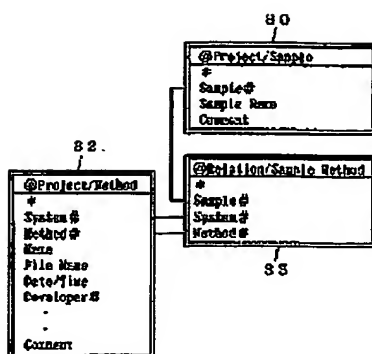 80
@Project/Sample
*
Sample#
Sample Name
Comment
82.
@Project/Method
*
System#
Method#
Name
File Name
Date/Time
Developer#
.
.
Comment
@Relation/Sample Method
*
Sample#
System#
Method#
83